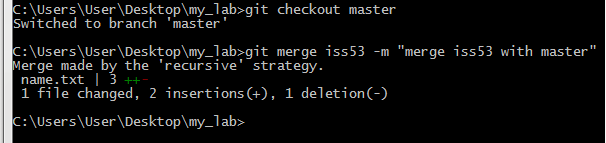 C:\Users\User\Desktop\my_lab>git checkout master
Switched to branch 'master'
C:\Users\User\Desktop\my_lab>git merge iss53 -m "merge iss53 with master"
Merge made by the 'recursive' strategy.
 name.txt | 3 ++-
 1 file changed, 2 insertions(+), 1 deletion(-)
C:\Users\User\Desktop\my_lab>